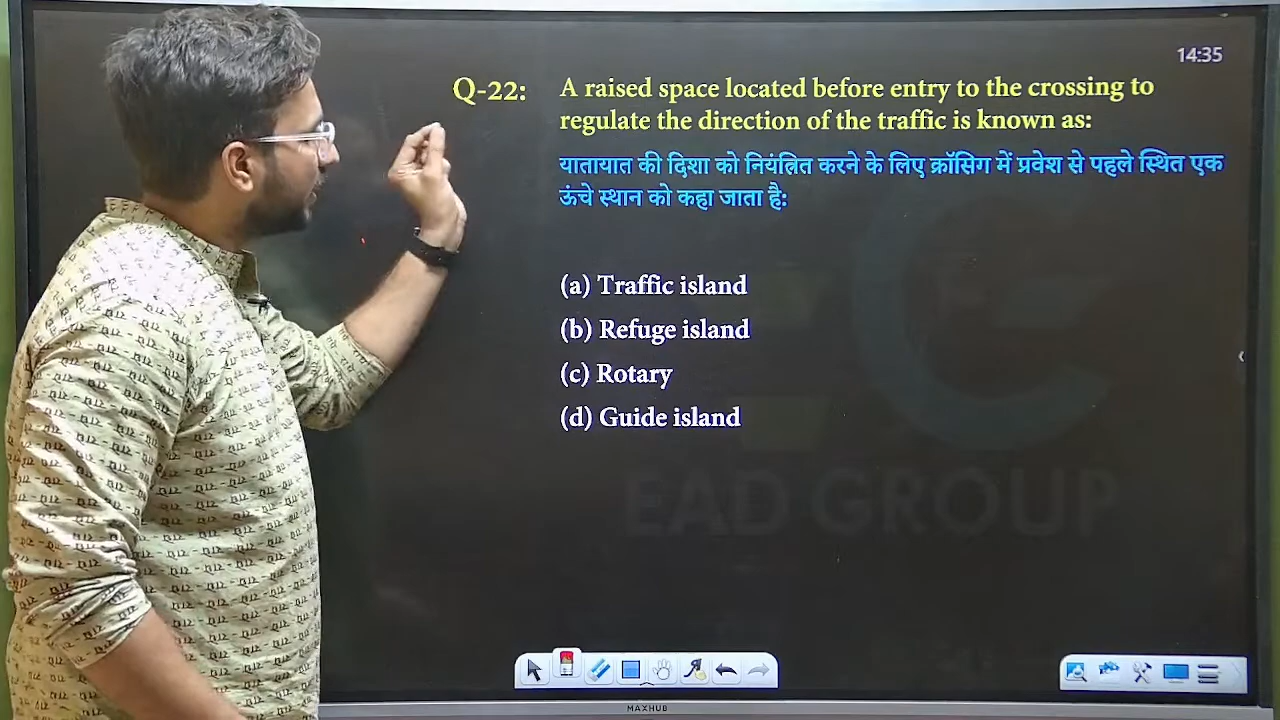 14:35
Q-22: A raised space located before entry to the crossing to
regulate the direction of the traffic is known as:
यातायात की दिशा को नियंत्रित करने के लिए क्रॉसिग में प्रवेश से पहले स्थित एक
ऊंचे स्थान को कहा जाता है:
(a) Traffic island
(b) Refuge island
(c) Rotary
(d) Guide island
EAD GROUP
MAXHUB